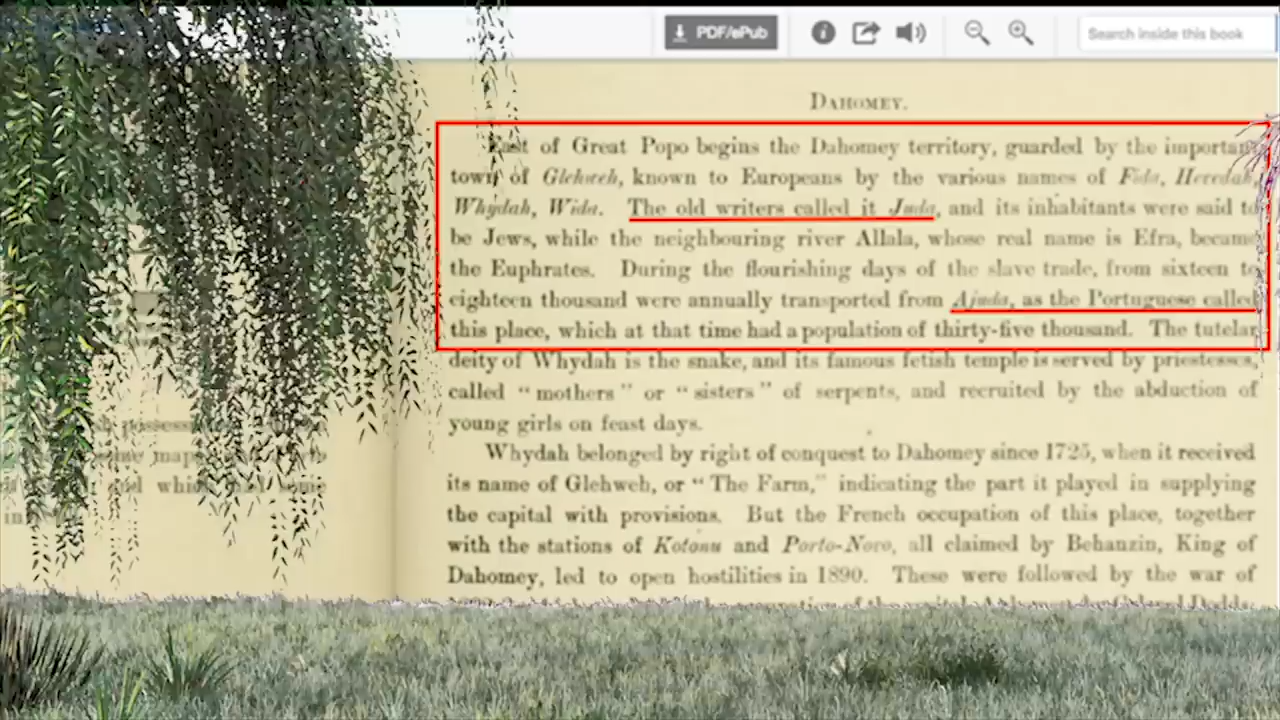 PDF/ePub
Search inside this book
DAHOMEY.
East of Great Popo begins the Dahomey territory, guarded by the important
town of Glehweh, known to Europeans by the various names of Fida, Heredah,
Whydah, Wida. The old writers called it Juda, and its inhabitants were said to
be Jews, while the neighbouring river Allala, whose real name is Efra, became
the Euphrates. During the flourishing days of the slave trade, from sixteen to
eighteen thousand were annually transported from Ajuda, as the Portuguese called
this place, which at that time had a population of thirty-five thousand. The tutelar
deity of Whydah is the snake, and its famous fetish temple is served by priestesses,
called "mothers" or "sisters" of serpents, and recruited by the abduction of
young girls on feast days.
Whydah belonged by right of conquest to Dahomey since 1725, when it received
its name of Glehweh, or "The Farm," indicating the part it played in supplying
the capital with provisions. But the French occupation of this place, together
with the stations of Kotonu and Porto-Novo, all claimed by Behanzin, King of
Dahomey, led to open hostilities in 1890. These were followed by the war of